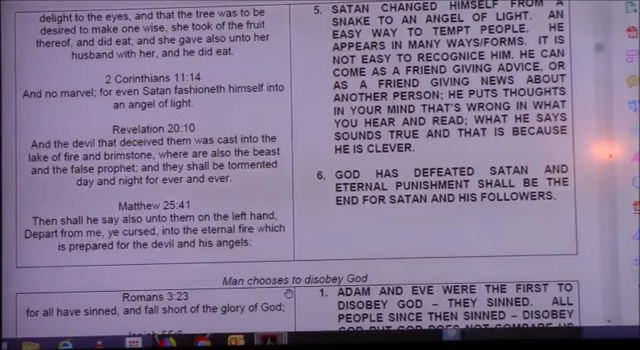 delight to the eyes, and that the tree was to be
desired to make one wise, she took of the fruit
thereof, and did eat; and she gave also unto her
husband with her, and he did eat.
2 Corinthians 11:14
And no marvel; for even Satan fashioneth himself into
an angel of light.
Revelation 20:10
And the devil that deceived them was cast into the
lake of fire and brimstone, where are also the beast
and the false prophet; and they shall be tormented
day and night for ever and ever.
Matthew 25:41
Then shall he say also unto them on the left hand,
Depart from me, ye cursed, into the eternal fire which
is prepared for the devil and his angels:
5. SATAN CHANGED HIMSELF FROM A
SNAKE TO AN ANGEL OF LIGHT. AN
EASY WAY TO TEMPT PEOPLE. HE
APPEARS IN MANY WAYS/FORMS. IT IS
NOT EASY TO RECOGNICE HIM. HE CAN
COME AS A FRIEND GIVING ADVICE, OR
AS A FRIEND GIVING NEWS ABOUT
ANOTHER PERSON; HE PUTS THOUGHTS
IN YOUR MIND THAT'S WRONG IN WHAT
YOU HEAR AND READ; WHAT HE SAYS
SOUNDS TRUE AND THAT IS BECAUSE
HE IS CLEVER.
6. GOD HAS DEFEATED SATAN AND
ETERNAL PUNISHMENT SHALL BE THE
END FOR SATAN AND HIS FOLLOWERS.
Man chooses to disobey God
Romans 3:23
for all have sinned, and fall short of the glory of God;
1. ADAM AND EVE WERE THE FIRST TO
DISOBEY GOD – THEY SINNED. ALL
PEOPLE SINCE THEN SINNED – DISOBEY